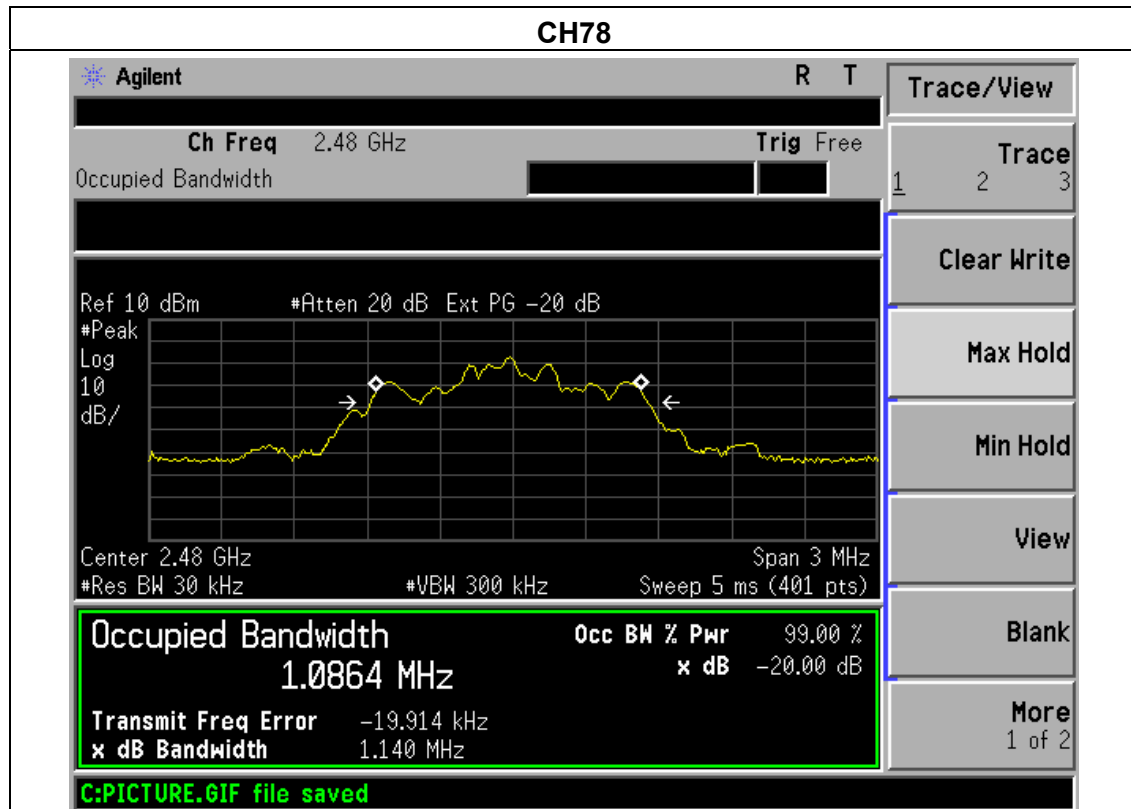 CH78
Agilent R T
Trace/View
Ch Freq 2.48 GHz Trig Free
Occupied Bandwidth
Trace
1 2 3
Clear Write
Max Hold
Min Hold
View
Blank
More
1 of 2
Ref 10 dBm #Atten 20 dB Ext PG -20 dB
#Peak
Log
10
dB/
Center 2.48 GHz Span 3 MHz
#Res BW 30 kHz #VBW 300 kHz Sweep 5 ms (401 pts)
Occupied Bandwidth Occ BW % Pwr 99.00 %
1.0864 MHz x dB -20.00 dB
Transmit Freq Error -19.914 kHz
x dB Bandwidth 1.140 MHz
C:PICTURE.GIF file saved